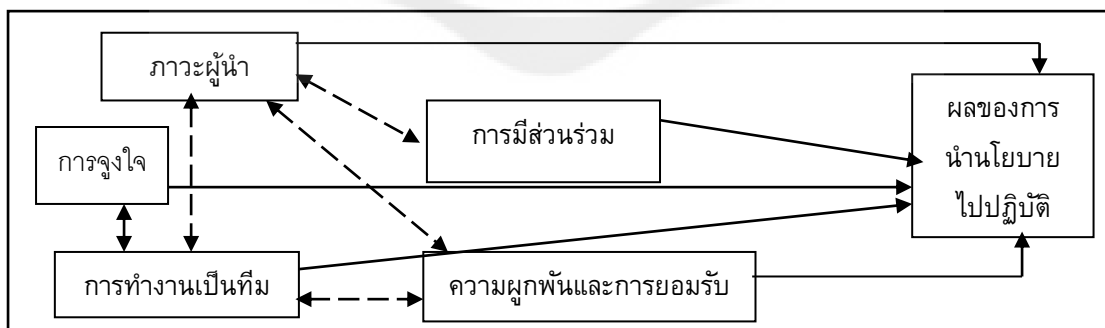 ภาวะผู้นำ
การมีส่วนร่วม
การจูงใจ
การทำงานเป็นทีม
ความผูกพันและการยอมรับ
ผลของการ
นำนโยบาย
ไปปฏิบัติ